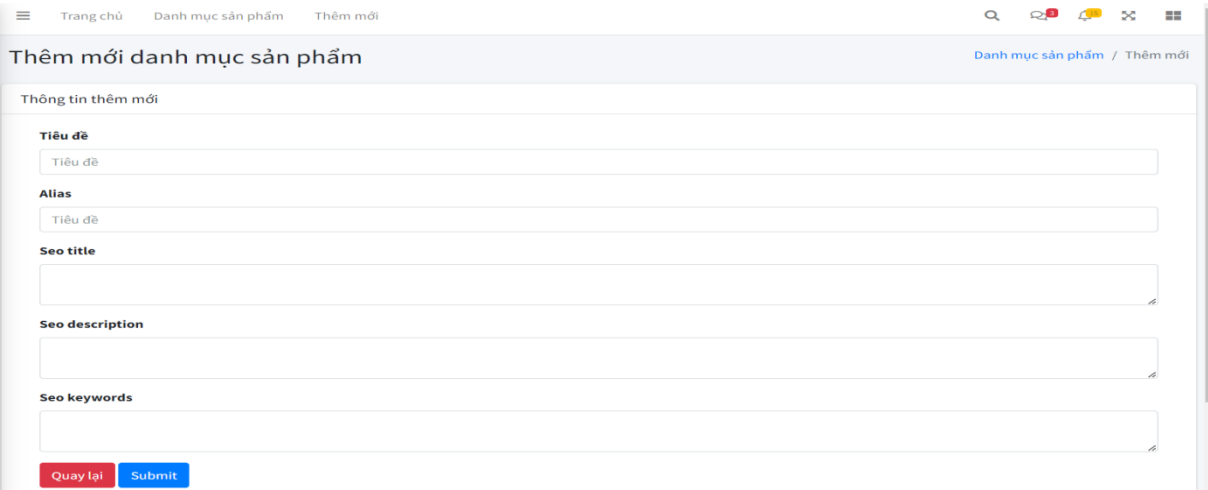 Trang chủ Danh mục sản phẩm Thêm mới 3 15
Thêm mới danh mục sản phẩm Danh mục sản phẩm / Thêm mới
Thông tin thêm mới
Tiêu đề
Tiêu đề
Alias
Tiêu đề
Seo title
Seo description
Seo keywords
Quay lại Submit